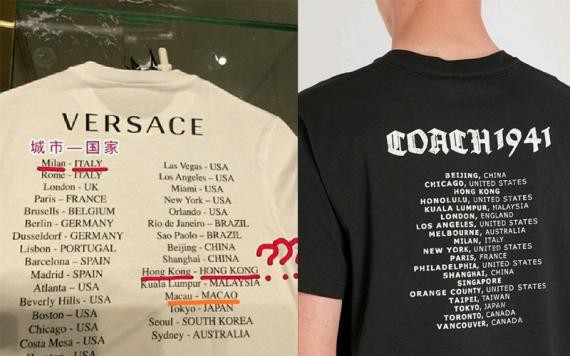 VERSACE
城市—国家
Milan - ITALY
Rome - ITALY
London - UK
Paris - FRANCE
Brusells - BELGIUM
Berlin - GERMANY
Dusseldorf - GERMANY
Lisbon - PORTUGAL
Barcelona - SPAIN
Madrid - SPAIN
Atlanta - USA
Beverly Hills - USA
Boston - USA
Chicago - USA
Costa Mesa - USA
Las Vegas - USA
Los Angeles - USA
Miami - USA
New York - USA
Orlando - USA
Rio de Janeiro - BRAZIL
Sao Paolo - BRAZIL
Beijing - CHINA
Shanghai - CHINA
Hong Kong - HONG KONG
Kuala Lumpur - MALAYSIA
Macau - MACAO
Tokyo - JAPAN
Seoul - SOUTH KOREA
Sydney - AUSTRALIA
???
COACH1941
BEIJING, CHINA
CHICAGO, UNITED STATES
HONG KONG
HONOLULU, UNITED STATES
KUALA LUMPUR, MALAYSIA
LONDON, ENGLAND
LOS ANGELES, UNITED STATES
MELBOURNE, AUSTRALIA
MILAN, ITALY
NEW YORK, UNITED STATES
PARIS, FRANCE
PHILADELPHIA, UNITED STATES
SHANGHAI, CHINA
SINGAPORE
ORANGE COUNTY, UNITED STATES
TAIPEI, TAIWAN
TOKYO, JAPAN
TORONTO, CANADA
VANCOUVER, CANADA